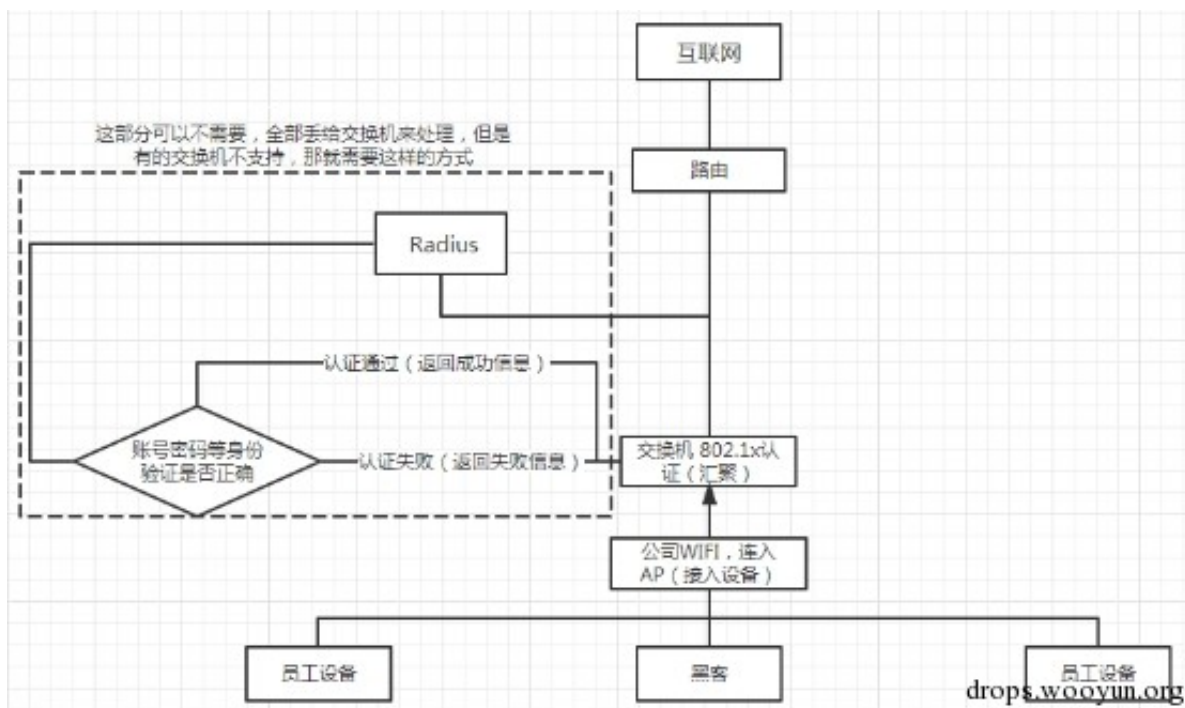 互联网
这部分可以不需要，全部丢给交换机来处理，但是
有的交换机不支持，那就需要这样的方式
路由
Radius
认证通过（返回成功信息）
账号密码等身份
验证是否正确
认证失败（返回失败信息）
交换机 802.1x认
证（汇聚）
公司WIFI，连入
AP（接入设备）
员工设备
黑客
员工设备
drops.wooyun.org